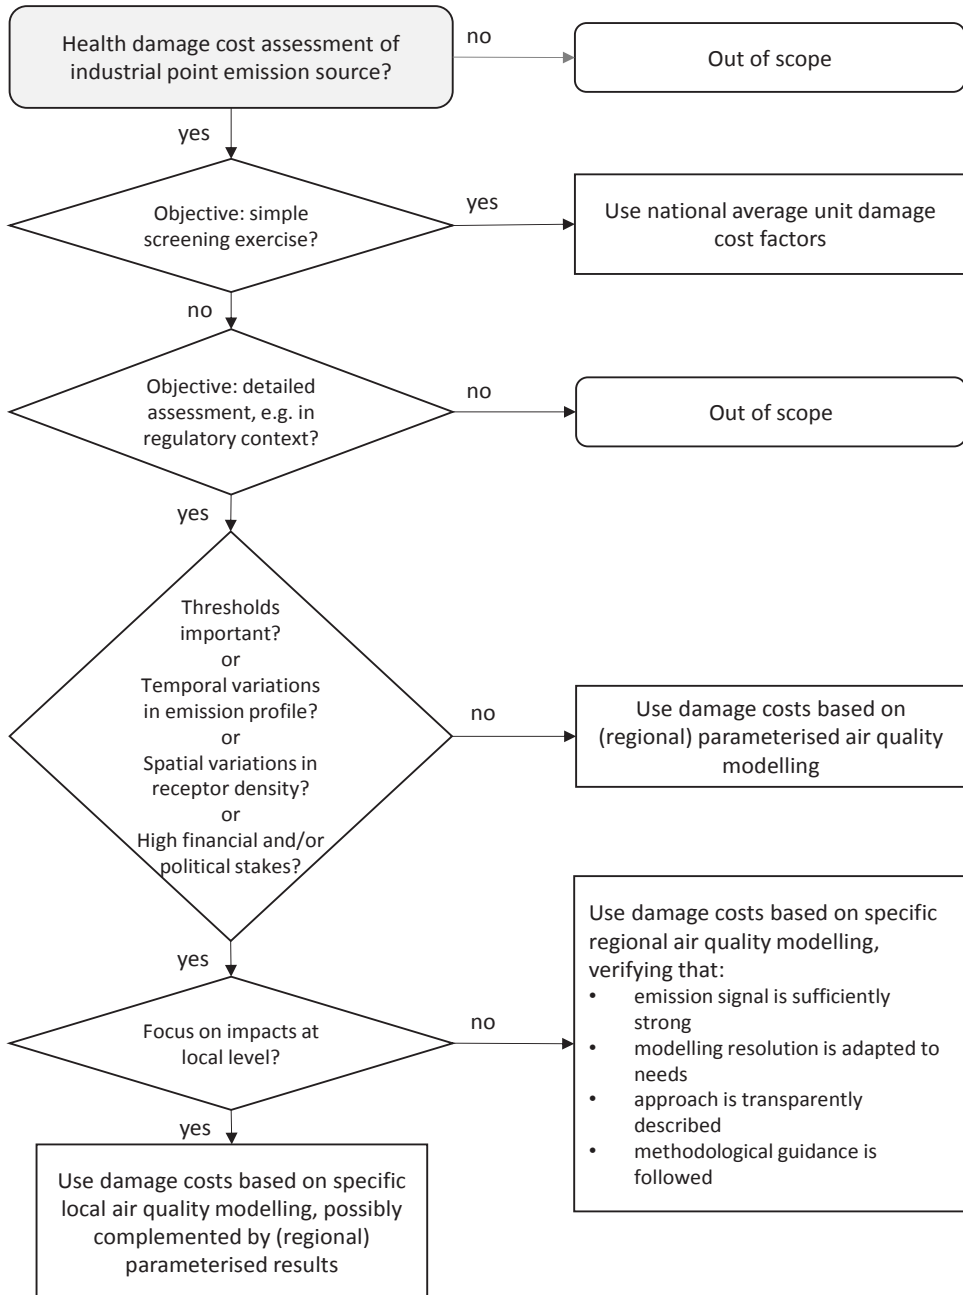 Health damage cost assessment of
industrial point emission source?
no
Out of scope
yes
Objective: simple
screening exercise?
yes
Use national average unit damage
cost factors
no
Objective: detailed
assessment, e.g. in
regulatory context?
no
Out of scope
yes
Thresholds
important?
or
Temporal variations
in emission profile?
or
Spatial variations in
receptor density?
or
High financial and/or
political stakes?
no
Use damage costs based on
(regional) parameterised air quality
modelling
yes
Focus on impacts at
local level?
no
Use damage costs based on specific
regional air quality modelling,
verifying that:
• emission signal is sufficiently
strong
• modelling resolution is adapted to
needs
• approach is transparently
described
• methodological guidance is
followed
yes
Use damage costs based on specific
local air quality modelling, possibly
complemented by (regional)
parameterised results